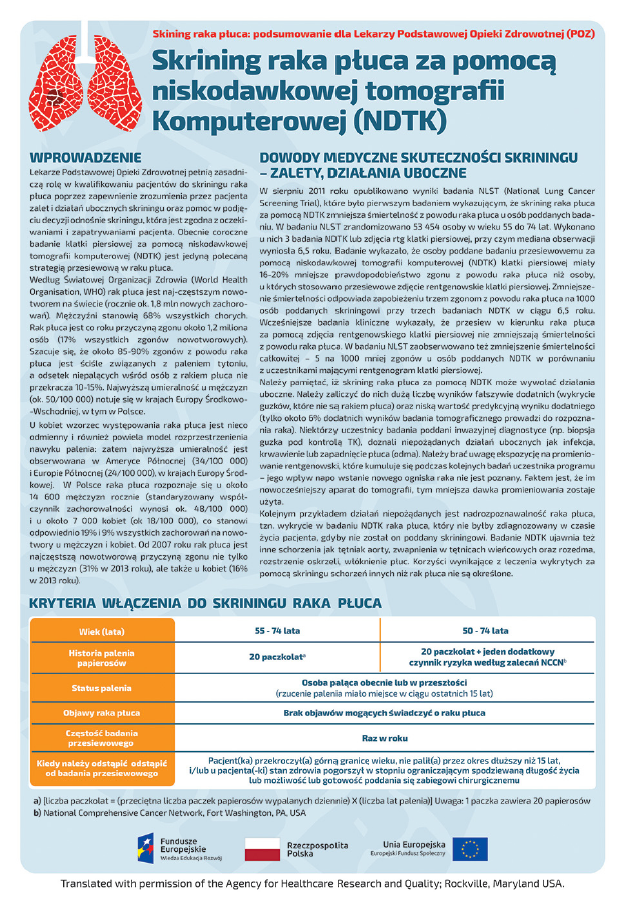 Skining raka płuca: podsumowanie dla Lekarzy Podstawowej Opieki Zdrowotnej (POZ)
Skrining raka płuca za pomocą
niskodawkowej tomografii
Komputerowej (NDTK)
WPROWADZENIE
Lekarze Podstawowej Opieki Zdrowotnej pełnią zasadni-
czą rolę w kwalifikowaniu pacjentów do skriningu raka
płuca poprzez zapewnienie zrozumienia przez pacjenta
zalet i działań ubocznych skriningu oraz pomoc w podję-
ciu decyzji odnośnie skriningu, która jest zgodna z oczeki-
waniami i zapatrywaniami pacjenta. Obecnie coroczne
badanie klatki piersiowej za pomocą niskodawkowej
tomografii komputerowej (NDTK) jest jedyną polecaną
strategią przesiewową w raku płuca.
Według Światowej Organizacji Zdrowia (World Health
Organisation, WHO) rak płuca jest naj-częstszym nowo-
tworem na świecie (rocznie ok. 1,8 mln nowych zachoro-
wań). Mężczyźni stanowią 68% wszystkich chorych.
Rak płuca jest co roku przyczyną zgonu około 1,2 miliona
osób (17% wszystkich zgonów nowotworowych).
Szacuje się, że około 85-90% zgonów z powodu raka
płuca jest ściśle związanych z paleniem tytoniu,
a odsetek niepalących wśród osób z rakiem płuca nie
przekracza 10-15%. Najwyższą umieralność u mężczyzn
(ok. 50/100 000) notuje się w krajach Europy Środkowo-
-Wschodniej, w tym w Polsce.
U kobiet wzorzec występowania raka płuca jest nieco
odmienny i również powiela model rozprzestrzenienia
nawyku palenia: zatem najwyższa umieralność jest
obserwowana w Ameryce Północnej (34/100 000)
i Europie Północnej (24/100 000), w krajach Europy Środ-
kowej. W Polsce raka płuca rozpoznaje się u około
14 600 mężczyzn rocznie (standaryzowany współ-
czynnik zachorowalności wynosi ok. 48/100 000)
i u około 7 000 kobiet (ok 18/100 000), co stanowi
odpowiednio 19% i 9% wszystkich zachorowań na nowo-
twory u mężczyzn i kobiet. Od 2007 roku rak płuca jest
najczęstszą nowotworową przyczyną zgonu nie tylko
u mężczyzn (31% w 2013 roku), ale także u kobiet (16%
w 2013 roku).
DOWODY MEDYCZNE SKUTECZNOŚCI SKRININGU
– ZALETY, DZIAŁANIA UBOCZNE
W sierpniu 2011 roku opublikowano wyniki badania NLST (National Lung Cancer
Screening Trial), które było pierwszym badaniem wykazującym, że skrining raka płuca
za pomocą NDTK zmniejsza śmiertelność z powodu raka płuca u osób poddanych bada-
niu. W badaniu NLST zrandomizowano 53 454 osoby w wieku 55 do 74 lat. Wykonano
u nich 3 badania NDTK lub zdjęcia rtg klatki piersiowej, przy czym mediana obserwacji
wyniosła 6,5 roku. Badanie wykazało, że osoby poddane badaniu przesiewowemu za
pomocą niskodawkowej tomografii komputerowej (NDTK) klatki piersiowej miały
16-20% mniejsze prawdopodobieństwo zgonu z powodu raka płuca niż osoby,
u których stosowano przesiewowe zdjęcie rentgenowskie klatki piersiowej. Zmniejsze-
nie śmiertelności odpowiada zapobieżeniu trzem zgonom z powodu raka płuca na 1000
osób poddanych skriningowi przy trzech badaniach NDTK w ciągu 6,5 roku.
Wcześniejsze badania kliniczne wykazały, że przesiew w kierunku raka płuca
za pomocą zdjęcia rentgenowskiego klatki piersiowej nie zmniejszają śmiertelności
z powodu raka płuca. W badaniu NLST zaobserwowano też zmniejszenie śmiertelności
całkowitej – 5 na 1000 mniej zgonów u osób poddanych NDTK w porównaniu
z uczestnikami mającymi rentgenogram klatki piersiowej.
Należy pamiętać, iż skrining raka płuca za pomocą NDTK może wywołać działania
uboczne. Należy zaliczyć do nich dużą liczbę wyników fałszywie dodatnich (wykrycie
guzków, które nie są rakiem płuca) oraz niską wartość predykcyjną wyniku dodatniego
(tylko około 6% dodatnich wyników badania tomograficznego prowadzi do rozpozna-
nia raka). Niektórzy uczestnicy badania poddani inwazyjnej diagnostyce (np. biopsja
guzka pod kontrolą TK), doznali niepożądanych działań ubocznych jak infekcja,
krwawienie lub zapadnięcie płuca (odma). Należy brać uwagę ekspozycję na promienio-
wanie rentgenowski, które kumuluje się podczas kolejnych badań uczestnika programu
– jego wpływ napo wstanie nowego ogniska raka nie jest poznany. Faktem jest, że im
nowocześniejszy aparat do tomografii, tym mniejsza dawka promieniowania zostaje
użyta.
Kolejnym przykładem działań niepożądanych jest nadrozpoznawalność raka płuca,
tzn. wykrycie w badaniu NDTK raka płuca, który nie byłby zdiagnozowany w czasie
życia pacjenta, gdyby nie został on poddany skriningowi. Badanie NDTK ujawnia też
inne schorzenia jak tętniak aorty, zwapnienia w tętnicach wieńcowych oraz rozedma,
rozstrzenie oskrzeli, włóknienie płuc. Korzyści wynikające z leczenia wykrytych za
pomocą skriningu schorzeń innych niż rak płuca nie są określone.
KRYTERIA WŁĄCZENIA DO SKRININGU RAKA PŁUCA
Wiek (lata) 55 - 74 lata 50 - 74 lata
Historia palenia
papierosów
20 paczkolatᵃ
20 paczkolat + jeden dodatkowy
czynnik ryzyka według zaleceń NCCNᵇ
Status palenia
Osoba paląca obecnie lub w przeszłości
(rzucenie palenia miało miejsce w ciągu ostatnich 15 lat)
Objawy raka płuca Brak objawów mogących świadczyć o raku płuca
Częstość badania
przesiewowego
Raz w roku
Kiedy należy odstąpić odstąpić
od badania przesiewowego
Pacjent(ka) przekroczył(a) górną granicę wieku, nie palił(a) przez okres dłuższy niż 15 lat,
i/lub u pacjenta(-ki) stan zdrowia pogorszył w stopniu ograniczającym spodziewaną długość życia
lub możliwość lub gotowość poddania się zabiegowi chirurgicznemu
a) [liczba paczkolat = (przeciętna liczba paczek papierosów wypalanych dziennie) X (liczba lat palenia)] Uwaga: 1 paczka zawiera 20 papierosów
b) National Comprehensive Cancer Network, Fort Washington, PA, USA
Fundusze
Europejskie
Wiedza Edukacja Rozwój
Rzeczpospolita
Polska
Unia Europejska
Europejski Fundusz Społeczny
Translated with permission of the Agency for Healthcare Research and Quality; Rockville, Maryland USA.